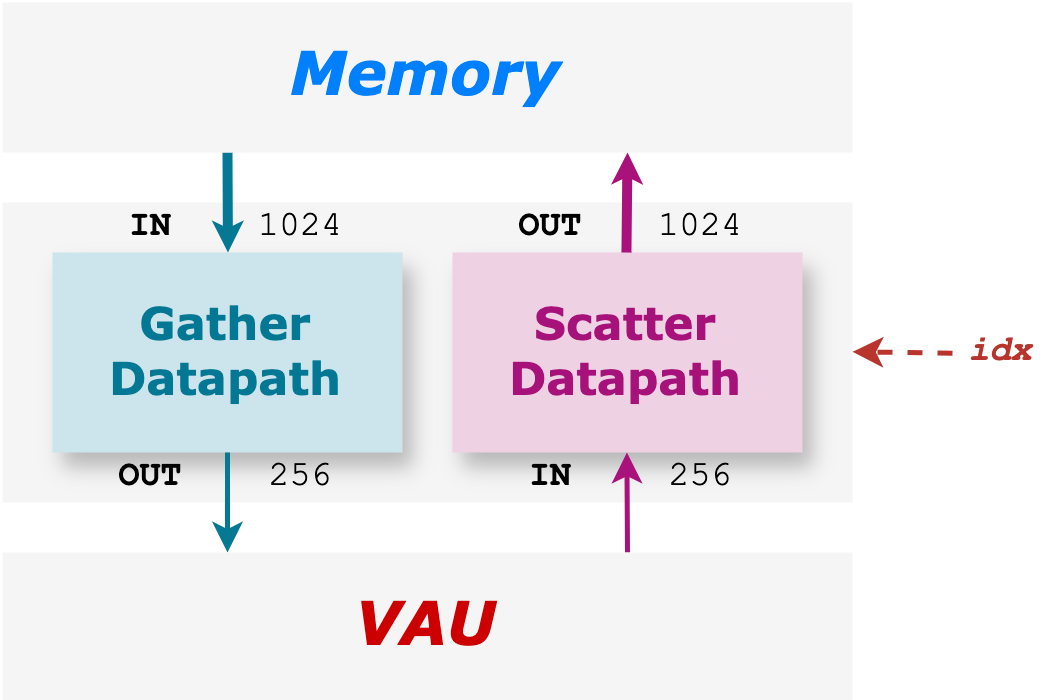 Memory
IN 1024
OUT 1024
Gather
Datapath
Scatter
Datapath
idx
OUT 256
IN 256
VAU